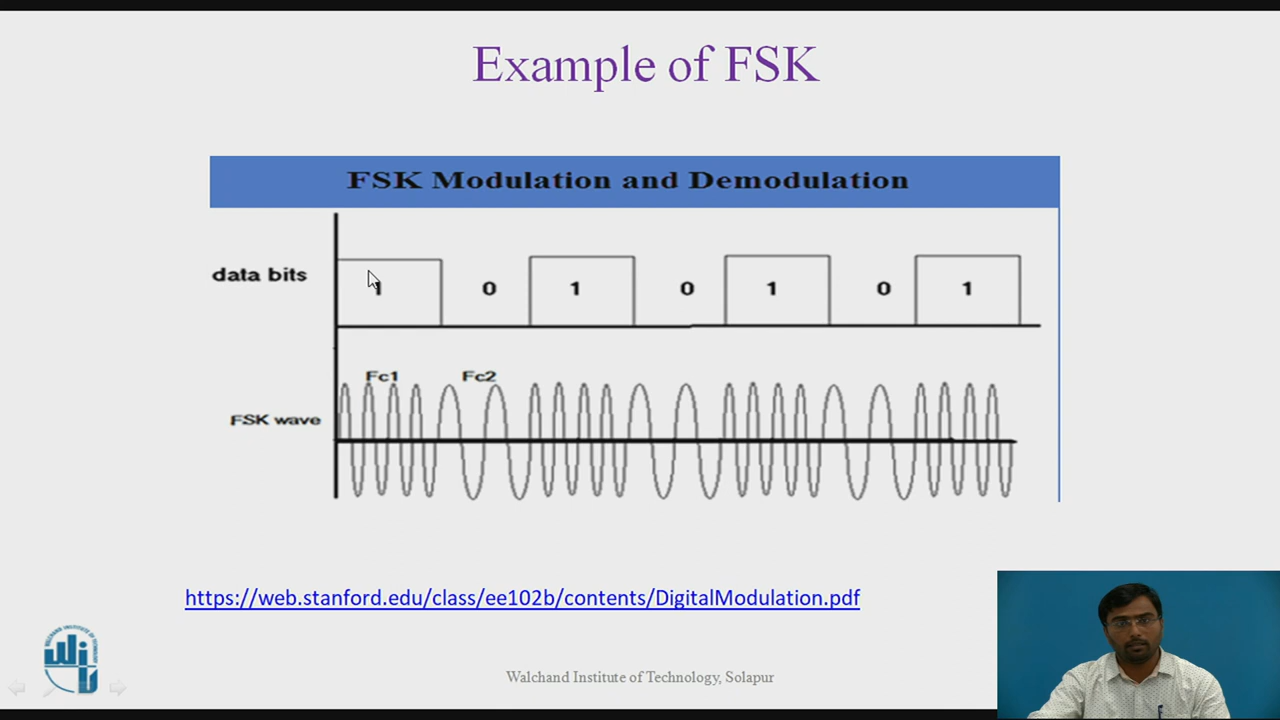 Example of FSK
FSK Modulation and Demodulation
data bits
1 0 1 0 1 0 1
Fc1 Fc2
FSK wave
https://web.stanford.edu/class/ee102b/contents/DigitalModulation.pdf
WIT
Walchand Institute of Technology, Solapur